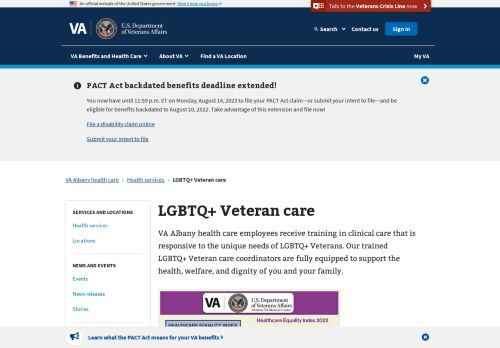 An official website of the United States government Here's how you know
Talk to the Veterans Crisis Line now
VA U.S. Department of Veterans Affairs
Search Contact us Sign in
VA Benefits and Health Care About VA Find a VA Location My VA
PACT Act backdated benefits deadline extended!
You now have until 11:59 p.m. ET on Monday, August 14, 2023 to file your PACT Act claim—or submit your intent to file—and be
eligible for benefits backdated to August 10, 2022. Take advantage of this extension and file now!
File a disability claim online
Submit your intent to file
VA Albany health care › Health services › LGBTQ+ Veteran care
SERVICES AND LOCATIONS
Health services
Locations
NEWS AND EVENTS
Events
News releases
Stories
LGBTQ+ Veteran care
VA Albany health care employees receive training in clinical care that is
responsive to the unique needs of LGBTQ+ Veterans. Our trained
LGBTQ+ Veteran care coordinators are fully equipped to support the
health, welfare, and dignity of you and your family.
VA U.S. Department of Veterans Affairs
HEALTHCARE EQUALITY INDEX
Healthcare Equality Index 2022
Learn what the PACT Act means for your VA benefits